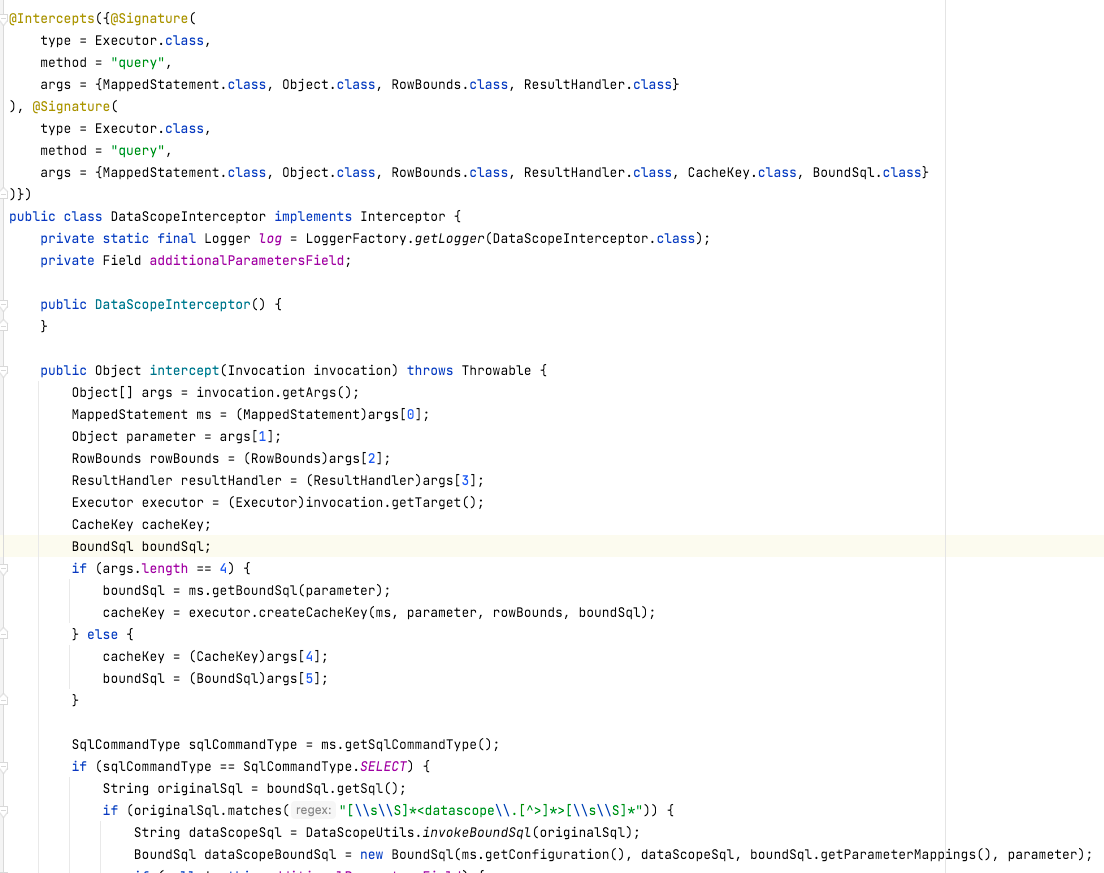 @Intercepts({@Signature(
    type = Executor.class,
    method = "query",
    args = {MappedStatement.class, Object.class, RowBounds.class, ResultHandler.class}
), @Signature(
    type = Executor.class,
    method = "query",
    args = {MappedStatement.class, Object.class, RowBounds.class, ResultHandler.class, CacheKey.class, BoundSql.class}
)})
public class DataScopeInterceptor implements Interceptor {
    private static final Logger log = LoggerFactory.getLogger(DataScopeInterceptor.class);
    private Field additionalParametersField;

    public DataScopeInterceptor() {
    }

    public Object intercept(Invocation invocation) throws Throwable {
        Object[] args = invocation.getArgs();
        MappedStatement ms = (MappedStatement)args[0];
        Object parameter = args[1];
        RowBounds rowBounds = (RowBounds)args[2];
        ResultHandler resultHandler = (ResultHandler)args[3];
        Executor executor = (Executor)invocation.getTarget();
        CacheKey cacheKey;
        BoundSql boundSql;
        if (args.length == 4) {
            boundSql = ms.getBoundSql(parameter);
            cacheKey = executor.createCacheKey(ms, parameter, rowBounds, boundSql);
        } else {
            cacheKey = (CacheKey)args[4];
            boundSql = (BoundSql)args[5];
        }

        SqlCommandType sqlCommandType = ms.getSqlCommandType();
        if (sqlCommandType == SqlCommandType.SELECT) {
            String originalSql = boundSql.getSql();
            if (originalSql.matches( regex: "[\\s\\S]*<datascope\\.[^>]*>[\\s\\S]*")) {
                String dataScopeSql = DataScopeUtils.invokeBoundSql(originalSql);
                BoundSql dataScopeBoundSql = new BoundSql(ms.getConfiguration(), dataScopeSql, boundSql.getParameterMappings(), parameter);